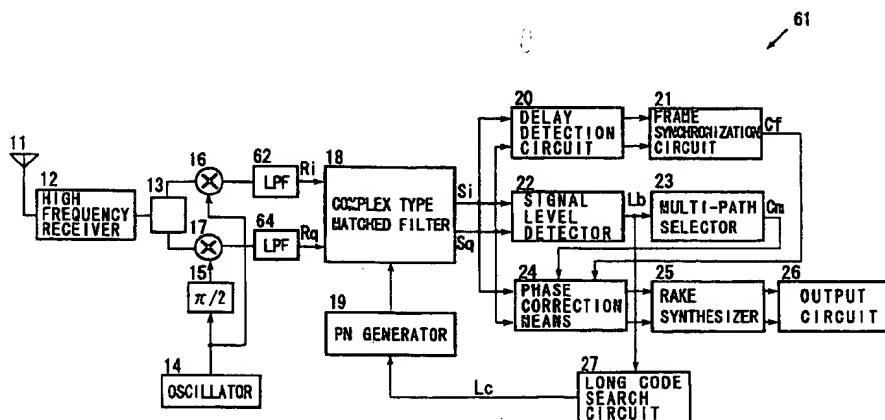 61
11
12
HIGH
FREQUENCY
RECEIVER
13
16
17
15
π/2
14
OSCILLATOR
62
LPF
Ri
64
LPF
Rq
18
COMPLEX TYPE
MATCHED FILTER
Si
Sq
19
PN GENERATOR
20
DELAY
DETECTION
CIRCUIT
21
FRAME
SYNCHRONIZATION
CIRCUIT
Cf
22
SIGNAL
LEVEL
DETECTOR
Lb
23
MULTI-PATH
SELECTOR
Cm
24
PHASE
CORRECTION
MEANS
25
RAKE
SYNTHESIZER
26
OUTPUT
CIRCUIT
27
LONG CODE
SEARCH
CIRCUIT
Lc